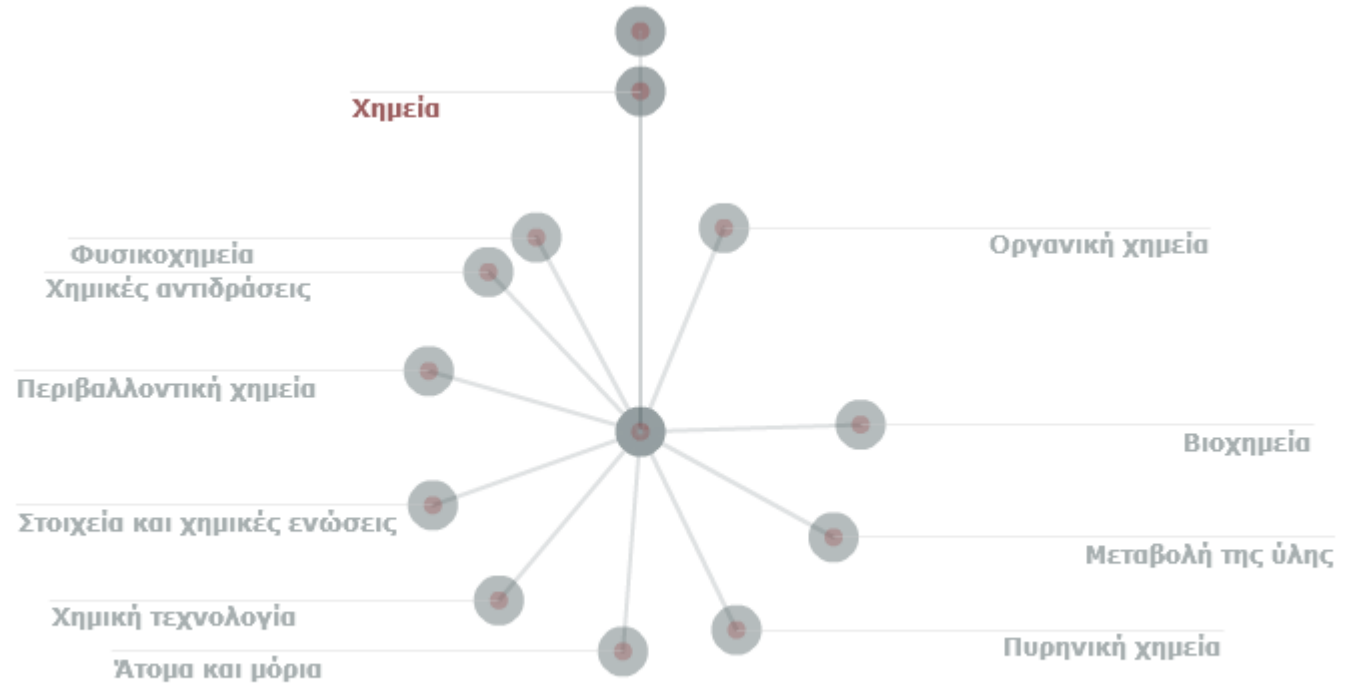 Χημεία
Οργανική χημεία
Φυσικοχημεία
Χημικές αντιδράσεις
Περιβαλλοντική χημεία
Βιοχημεία
Στοιχεία και χημικές ενώσεις
Μεταβολή της ύλης
Χημική τεχνολογία
Πυρηνική χημεία
Άτομα και μόρια